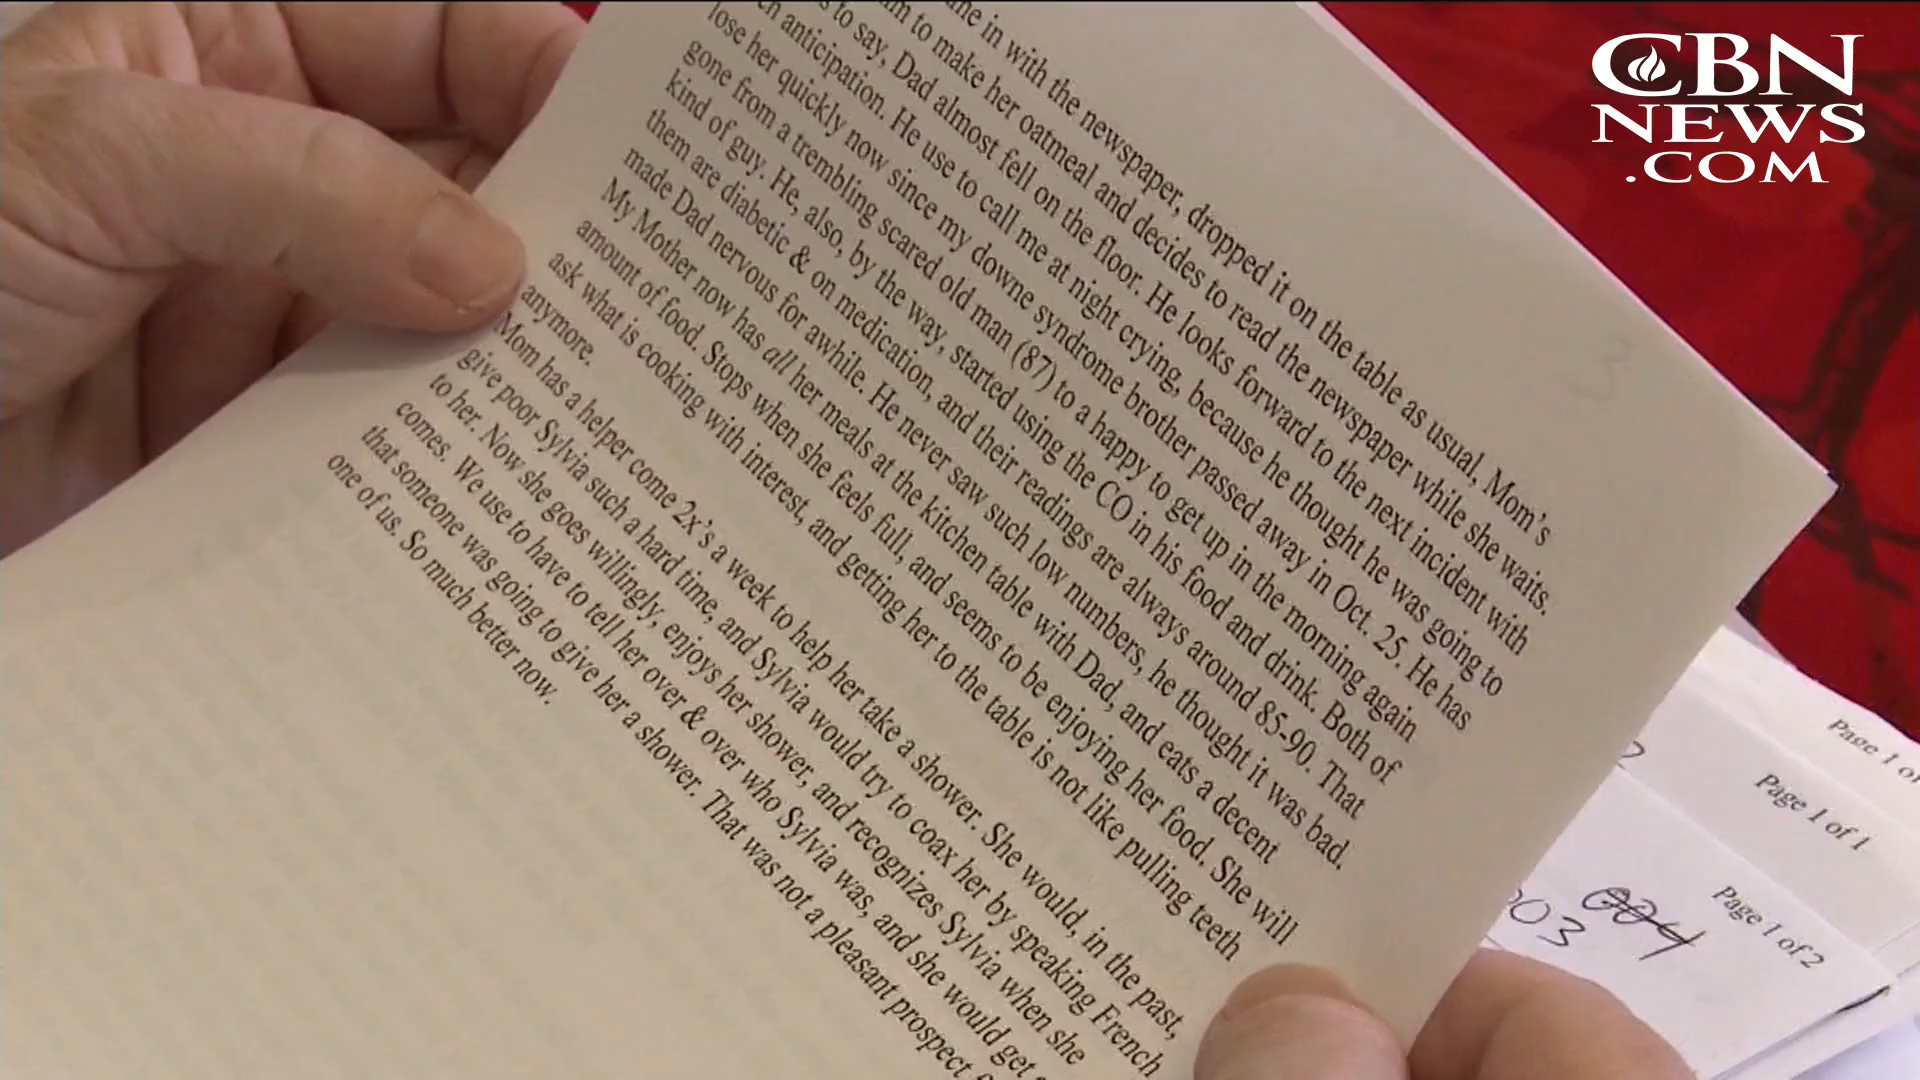 in with the newspaper, dropped it on the table as usual, Mom's
to make her oatmeal and decides to read the newspaper while she waits.
to say, Dad almost fell on the floor. He looks forward to the next incident with
anticipation. He use to call me at night crying, because he thought he was going to
lose her quickly now since my downe syndrome brother passed away in Oct. 25. He has
gone from a trembling scared old man (87) to a happy to get up in the morning again
kind of guy. He, also, by the way, started using the CO in his food and drink. Both of
them are diabetic & on medication, and their readings are always around 85-90. That
made Dad nervous for awhile. He never saw such low numbers, he thought it was bad.
My Mother now has all her meals at the kitchen table with Dad, and eats a decent
amount of food. Stops when she feels full, and seems to be enjoying her food. She will
ask what is cooking with interest, and getting her to the table is not like pulling teeth
anymore.
Mom has a helper come 2x's a week to help her take a shower. She would, in the past,
give poor Sylvia such a hard time, and Sylvia would try to coax her by speaking French
to her. Now she goes willingly, enjoys her shower, and recognizes Sylvia when she
comes. We use to have to tell her over & over who Sylvia was, and she would get
that someone was going to give her a shower. That was not a pleasant prospect
one of us. So much better now.
CBN
NEWS
.COM
3
Page 1 of
Page 1 of 1
Page 1 of 2
003 004